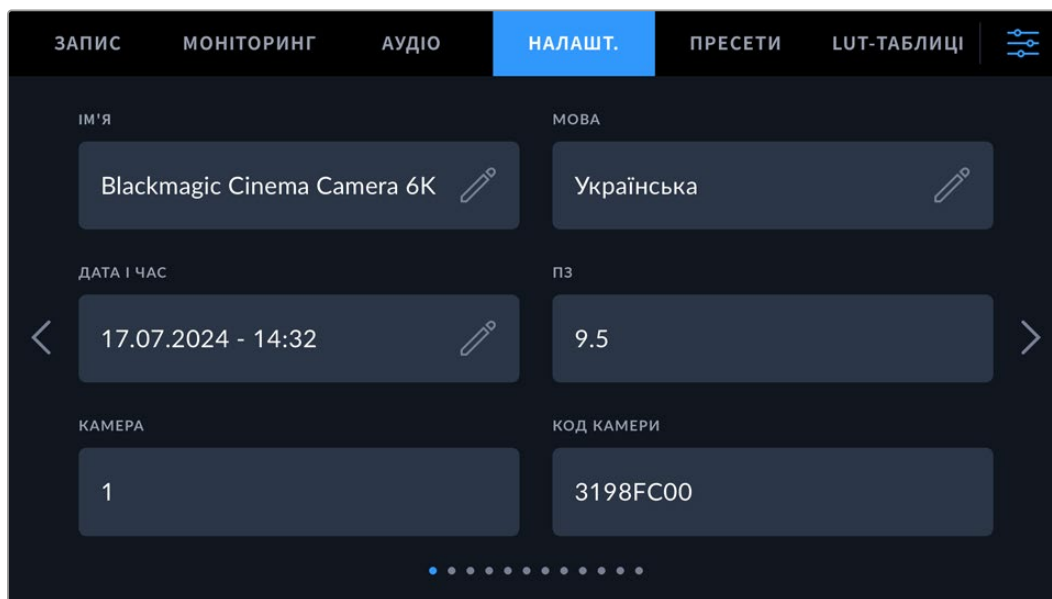 ЗАПИС МОНІТОРИНГ АУДІО НАЛАШТ. ПРЕСЕТИ LUT-ТАБЛИЦІ
ІМ'Я МОВА
Blackmagic Cinema Camera 6K Українська
ДАТА І ЧАС ПЗ
17.07.2024 - 14:32 9.5
КАМЕРА КОД КАМЕРИ
1 3198FC00